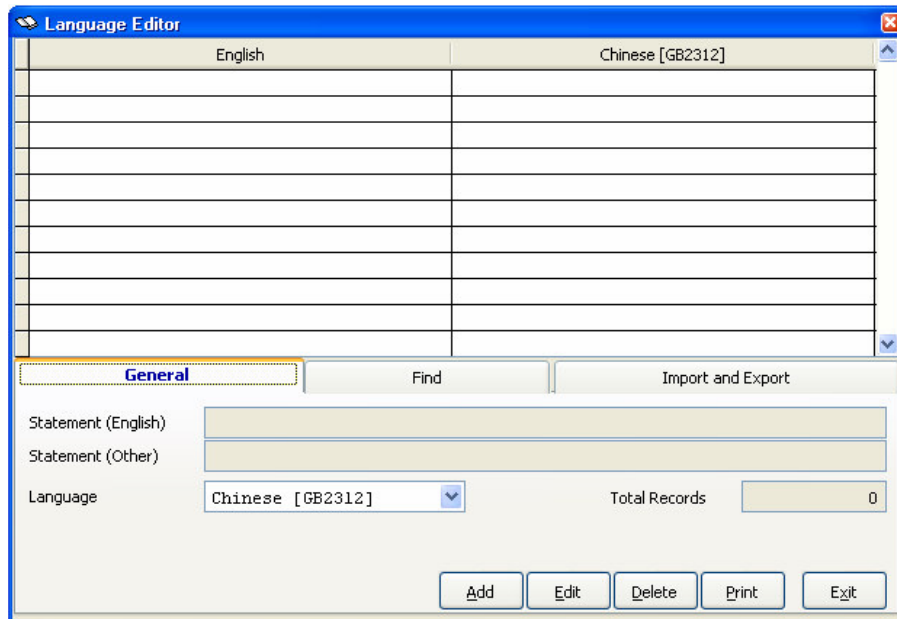 Language Editor
English Chinese [GB2312]
General Find Import and Export
Statement (English)
Statement (Other)
Language Chinese [GB2312] Total Records 0
Add Edit Delete Print Exit